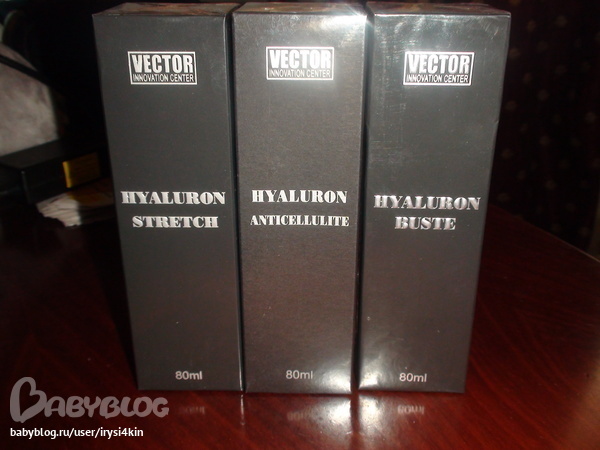 VECTOR
INNOVATION CENTER
HYALURON
STRETCH
80ml
VECTOR
INNOVATION CENTER
HYALURON
ANTICELLULITE
80ml
VECTOR
INNOVATION CENTER
HYALURON
BUSTE
80ml
BABYBLOG
babyblog.ru/user/irysi4kin